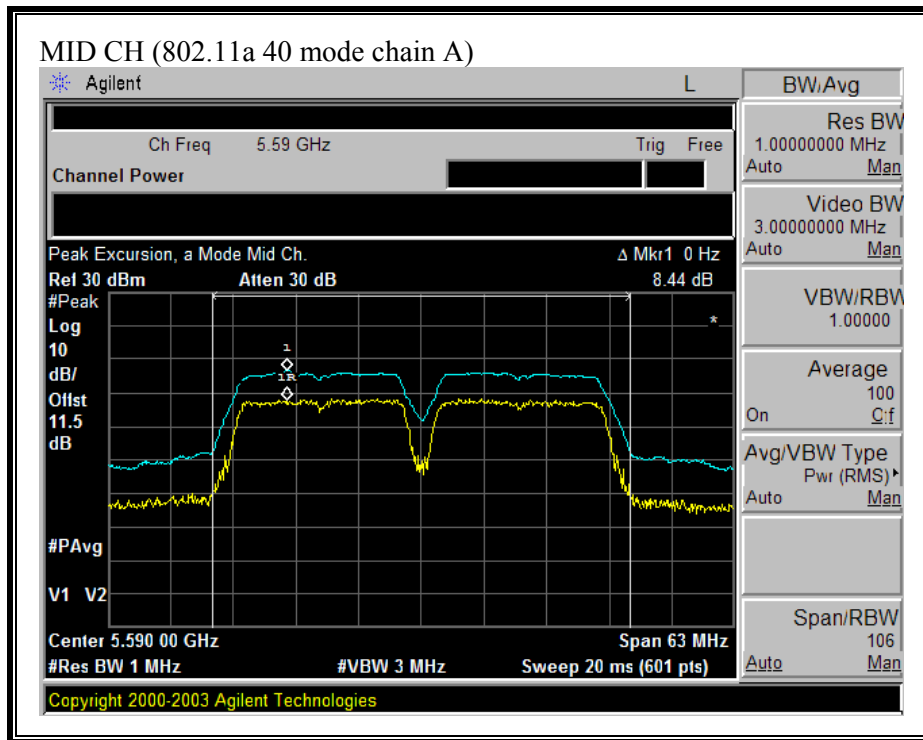 MID CH (802.11a 40 mode chain A)
Agilent L
BW/Avg
Ch Freq 5.59 GHz Trig Free
Channel Power
Res BW
1.00000000 MHz
Auto Man
Video BW
3.00000000 MHz
Auto Man
Peak Excursion, a Mode Mid Ch. Δ Mkr1 0 Hz
Ref 30 dBm Atten 30 dB 8.44 dB
#Peak
Log
10
dB/
Offst
11.5
dB
*
1
1R
#PAvg
V1 V2
VBW/RBW
1.00000
Average
100
On Off
Avg/VBW Type
Pwr (RMS)
Auto Man
Span/RBW
106
Auto Man
Center 5.590 00 GHz Span 63 MHz
#Res BW 1 MHz #VBW 3 MHz Sweep 20 ms (601 pts)
Copyright 2000-2003 Agilent Technologies